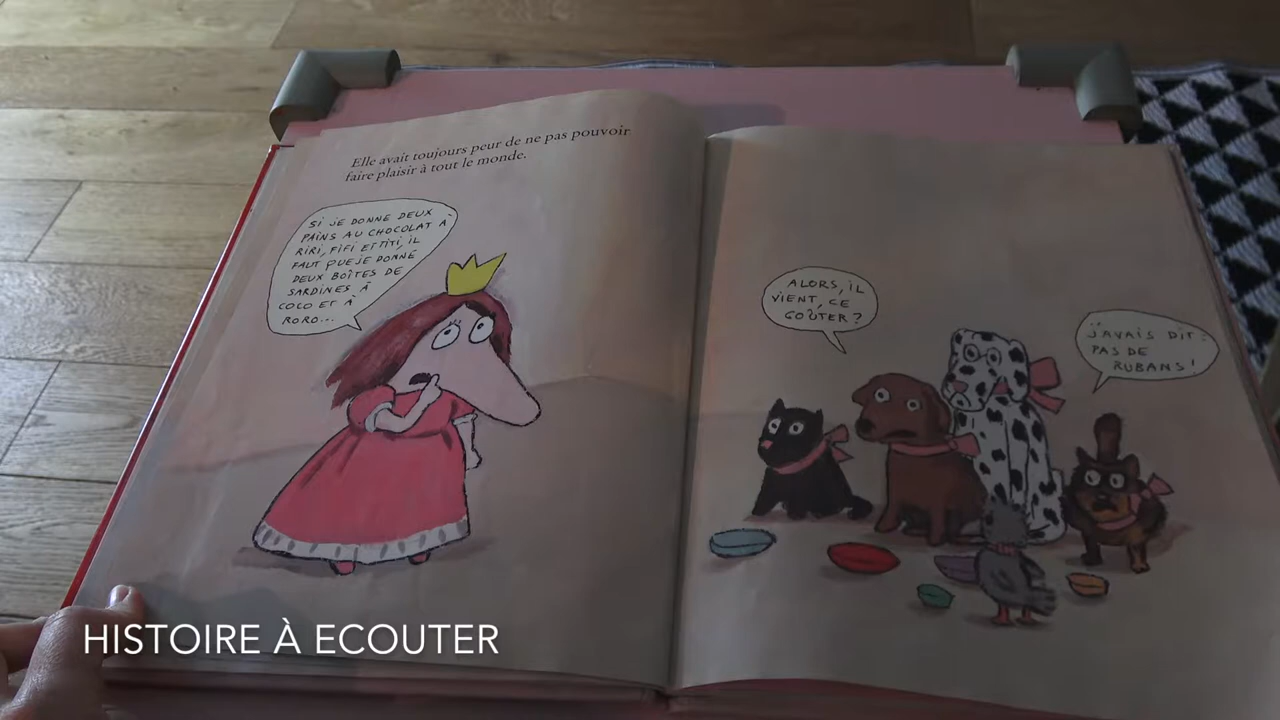 Elle avait toujours peur de ne pas pouvoir
faire plaisir à tout le monde.
SI JE DONNE DEUX
PAINS AU CHOCOLAT À
RIRI, FIFI ET TITI, IL
FAUT QUE JE DONNE
DEUX BOÎTES DE
SARDINES À
COCO ET À
RORO...
ALORS, IL
VIENT, CE
GOÛTER ?
J'AVAIS DIT :
PAS DE
RUBANS !
HISTOIRE À ECOUTER